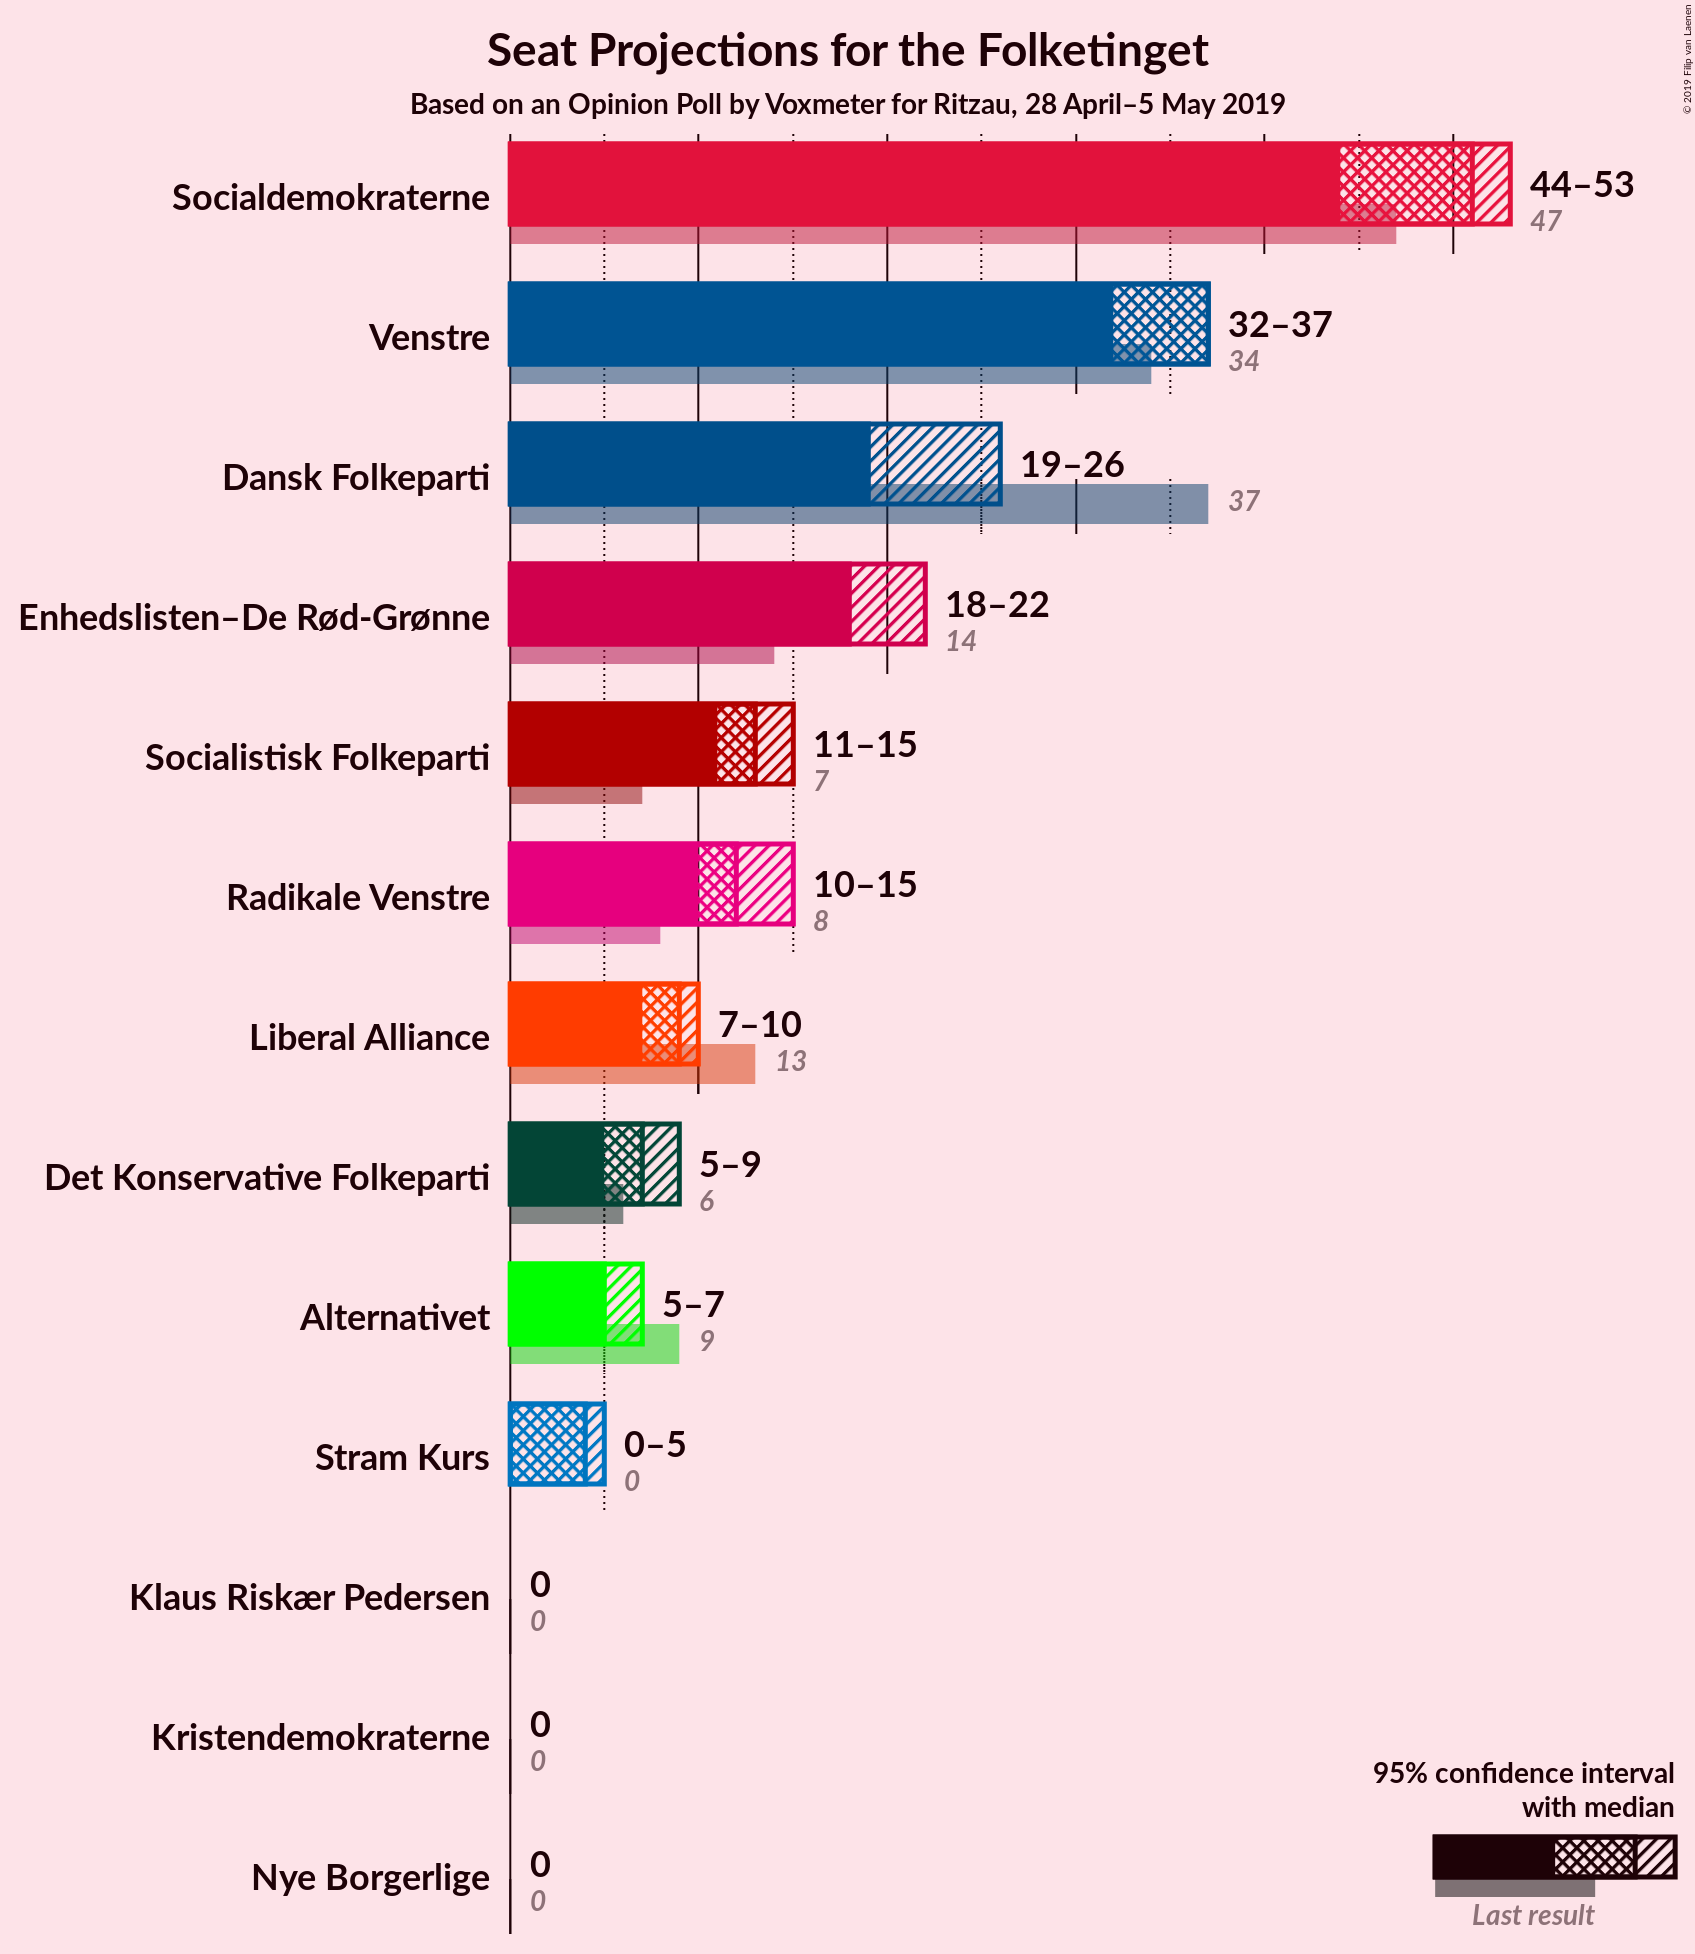 Seat Projections for the Folketinget
Based on an Opinion Poll by Voxmeter for Ritzau, 28 April–5 May 2019
© 2019 Filip van Laenen
Socialdemokraterne
44–53
47
Venstre
32–37
34
Dansk Folkeparti
19–26
37
Enhedslisten–De Rød-Grønne
18–22
14
Socialistisk Folkeparti
11–15
7
Radikale Venstre
10–15
8
Liberal Alliance
7–10
13
Det Konservative Folkeparti
5–9
6
Alternativet
5–7
9
Stram Kurs
0–5
0
Klaus Riskær Pedersen
0
0
Kristendemokraterne
0
0
Nye Borgerlige
0
0
95% confidence interval
with median
Last result